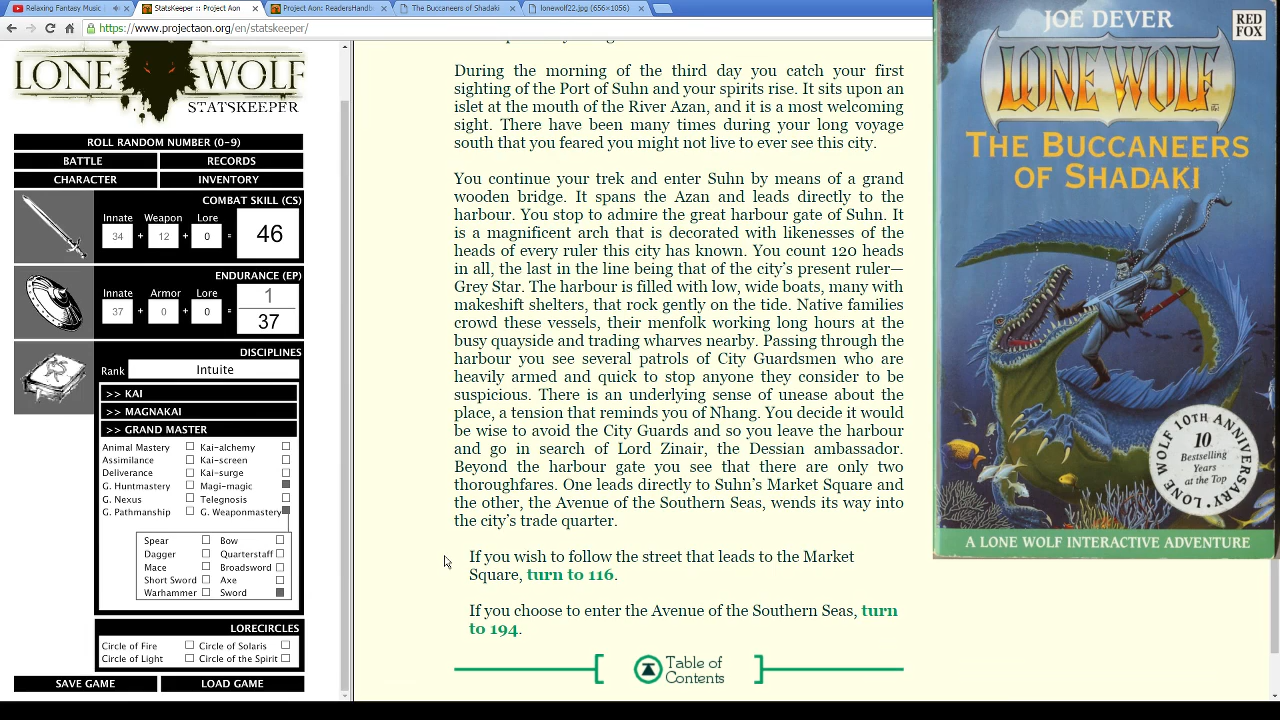 Relaxing Fantasy Music
StatsKeeper :: Project Aon
Project Aon: ReadersHandb
The Buccaneers of Shadaki
lonewolf22.jpg (656×1056)
https://www.projectaon.org/en/statskeeper/
LONE WOLF
STATSKEEPER
ROLL RANDOM NUMBER (0-9)
BATTLE
RECORDS
CHARACTER
INVENTORY
COMBAT SKILL (CS)
Innate Weapon Lore
34 + 12 + 0 = 46
ENDURANCE (EP)
Innate Armor Lore
1
37 + 0 + 0 = 37
DISCIPLINES
Rank Intuite
>> KAI
>> MAGNAKAI
>> GRAND MASTER
Animal Mastery Kai-alchemy
Assimilance Kai-screen
Deliverance Kai-surge
G. Huntmastery Magi-magic
G. Nexus Telegnosis
G. Pathmanship G. Weaponmastery
Spear Bow
Dagger Quarterstaff
Mace Broadsword
Short Sword Axe
Warhammer Sword
LORECIRCLES
Circle of Fire Circle of Solaris
Circle of Light Circle of the Spirit
SAVE GAME
LOAD GAME
During the morning of the third day you catch your first
sighting of the Port of Suhn and your spirits rise. It sits upon an
islet at the mouth of the River Azan, and it is a most welcoming
sight. There have been many times during your long voyage
south that you feared you might not live to ever see this city.
You continue your trek and enter Suhn by means of a grand
wooden bridge. It spans the Azan and leads directly to the
harbour. You stop to admire the great harbour gate of Suhn. It
is a magnificent arch that is decorated with likenesses of the
heads of every ruler this city has known. You count 120 heads
in all, the last in the line being that of the city's present ruler—
Grey Star. The harbour is filled with low, wide boats, many with
makeshift shelters, that rock gently on the tide. Native families
crowd these vessels, their menfolk working long hours at the
busy quayside and trading wharves nearby. Passing through the
harbour you see several patrols of City Guardsmen who are
heavily armed and quick to stop anyone they consider to be
suspicious. There is an underlying sense of unease about the
place, a tension that reminds you of Nhang. You decide it would
be wise to avoid the City Guards and so you leave the harbour
and go in search of Lord Zinair, the Dessian ambassador.
Beyond the harbour gate you see that there are only two
thoroughfares. One leads directly to Suhn's Market Square and
the other, the Avenue of the Southern Seas, wends its way into
the city's trade quarter.
If you wish to follow the street that leads to the Market
Square, turn to 116.
If you choose to enter the Avenue of the Southern Seas, turn
to 194.
Table of
Contents
JOE DEVER
RED
FOX
LONE WOLF
THE BUCCANEERS
OF SHADAKI
LONE WOLF 10TH ANNIVERSARY
10
Bestselling
Years
at the Top
A LONE WOLF INTERACTIVE ADVENTURE